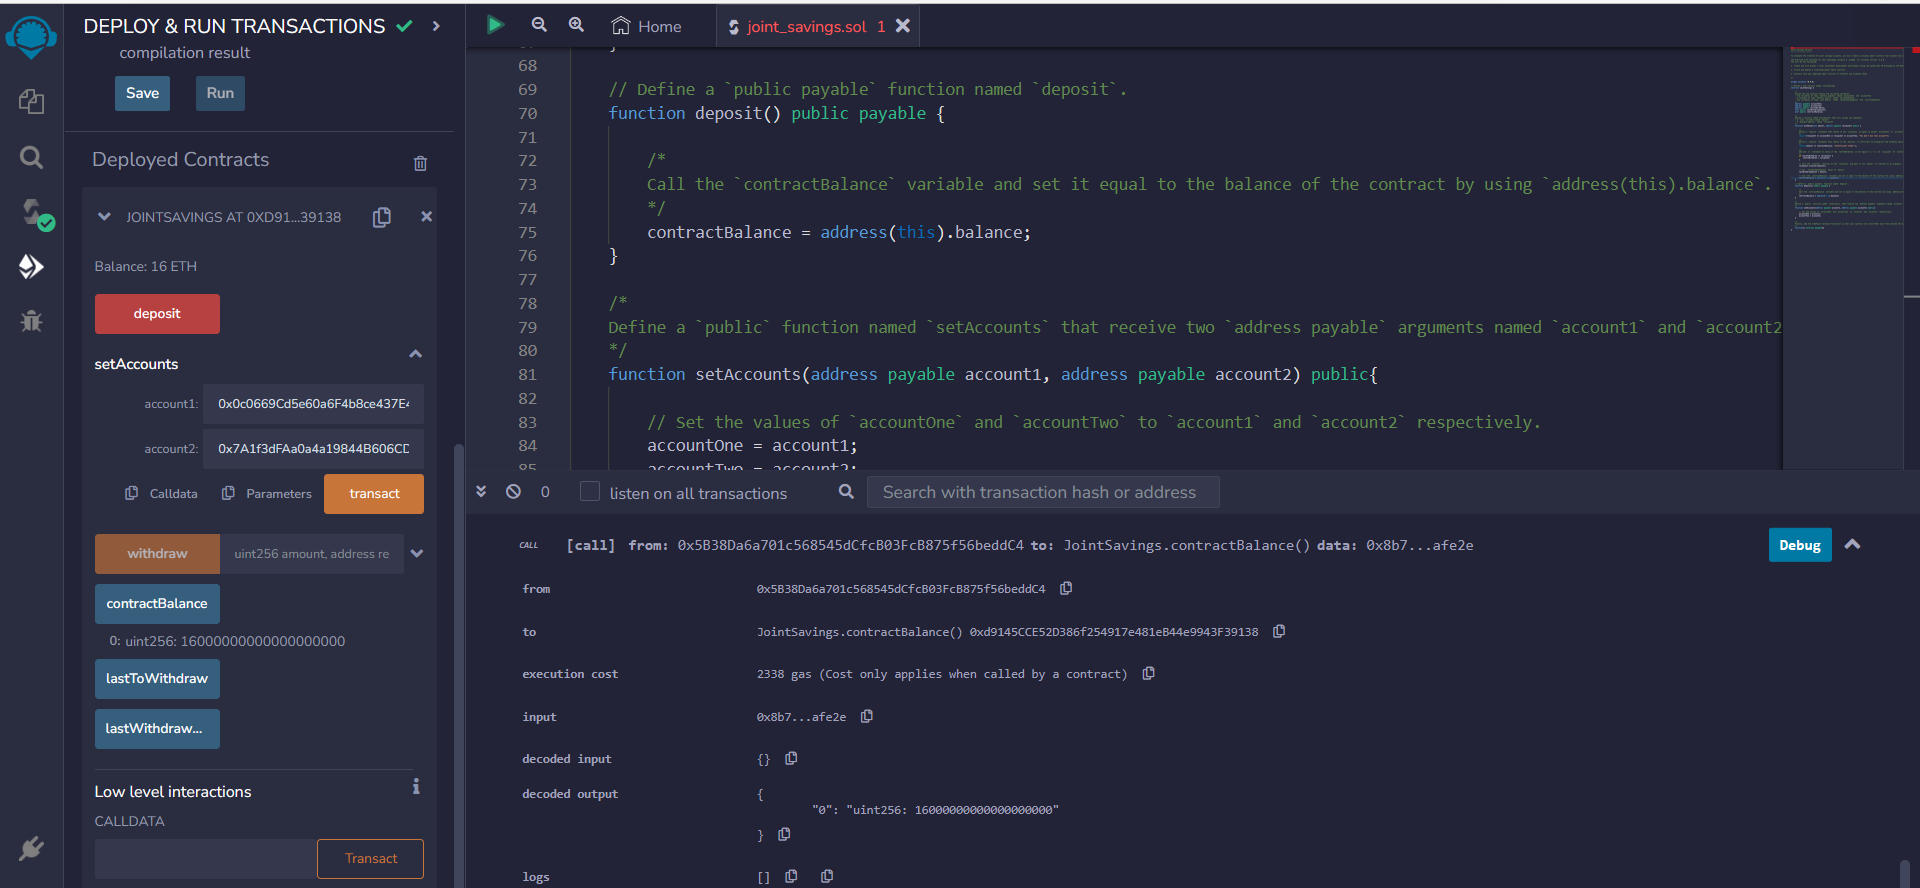 DEPLOY & RUN TRANSACTIONS
compilation result
Save
Run
Deployed Contracts
JOINTSAVINGS AT 0XD91...39138
Balance: 16 ETH
deposit
setAccounts
account1:
0x0c0669Cd5e60a6F4b8ce437E4
account2:
0x7A1f3dFAa0a4a19844B606CD
Calldata
Parameters
transact
withdraw
uint256 amount, address re
contractBalance
0: uint256: 16000000000000000000
lastToWithdraw
lastWithdraw...
Low level interactions
i
CALLDATA
Transact
Home
joint_savings.sol 1
68
69 // Define a `public payable` function named `deposit`.
70 function deposit() public payable {
71
72 /*
73 Call the `contractBalance` variable and set it equal to the balance of the contract by using `address(this).balance`.
74 */
75 contractBalance = address(this).balance;
76 }
77
78 /*
79 Define a `public` function named `setAccounts` that receive two `address payable` arguments named `account1` and `account2
80 */
81 function setAccounts(address payable account1, address payable account2) public{
82
83 // Set the values of `accountOne` and `accountTwo` to `account1` and `account2` respectively.
84 accountOne = account1;
85 accountTwo = account2;
0
listen on all transactions
Search with transaction hash or address
CALL
[call] from: 0x5B38Da6a701c568545dCfcB03FcB875f56beddC4 to: JointSavings.contractBalance() data: 0x8b7...afe2e
Debug
from 0x5B38Da6a701c568545dCfcB03FcB875f56beddC4
to JointSavings.contractBalance() 0xd9145CCE52D386f254917e481eB44e9943F39138
execution cost 2338 gas (Cost only applies when called by a contract)
input 0x8b7...afe2e
decoded input {}
decoded output {
"0": "uint256: 16000000000000000000"
}
logs []